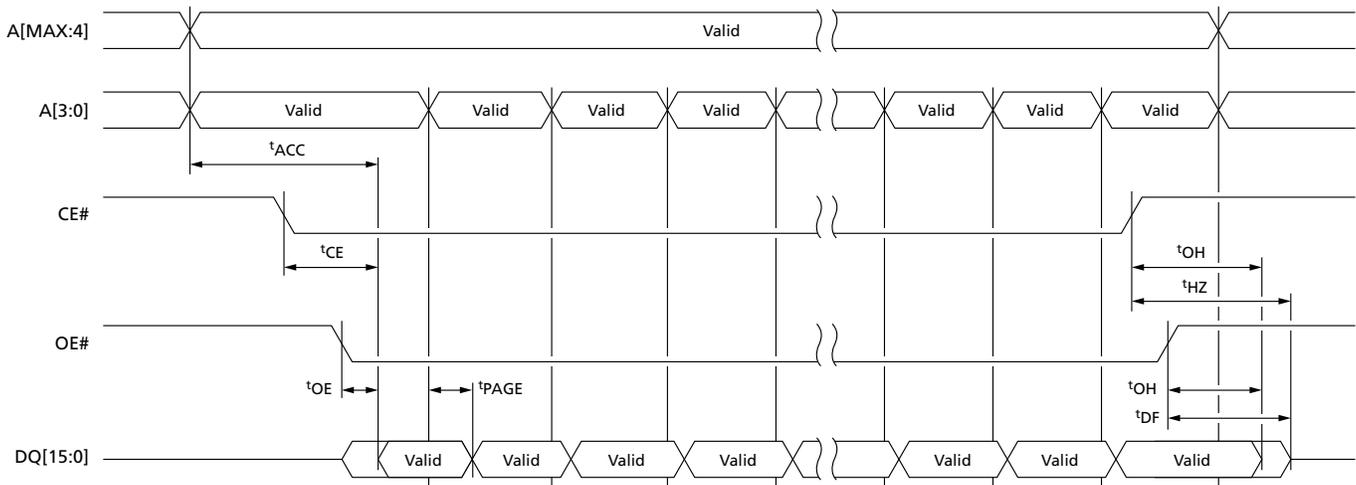 A[MAX:4]
Valid
A[3:0]
Valid Valid Valid Valid Valid Valid Valid
tACC
CE#
tCE tOH
tHZ
OE#
tOE tPAGE tOH
tDF
DQ[15:0]
Valid Valid Valid Valid Valid Valid Valid